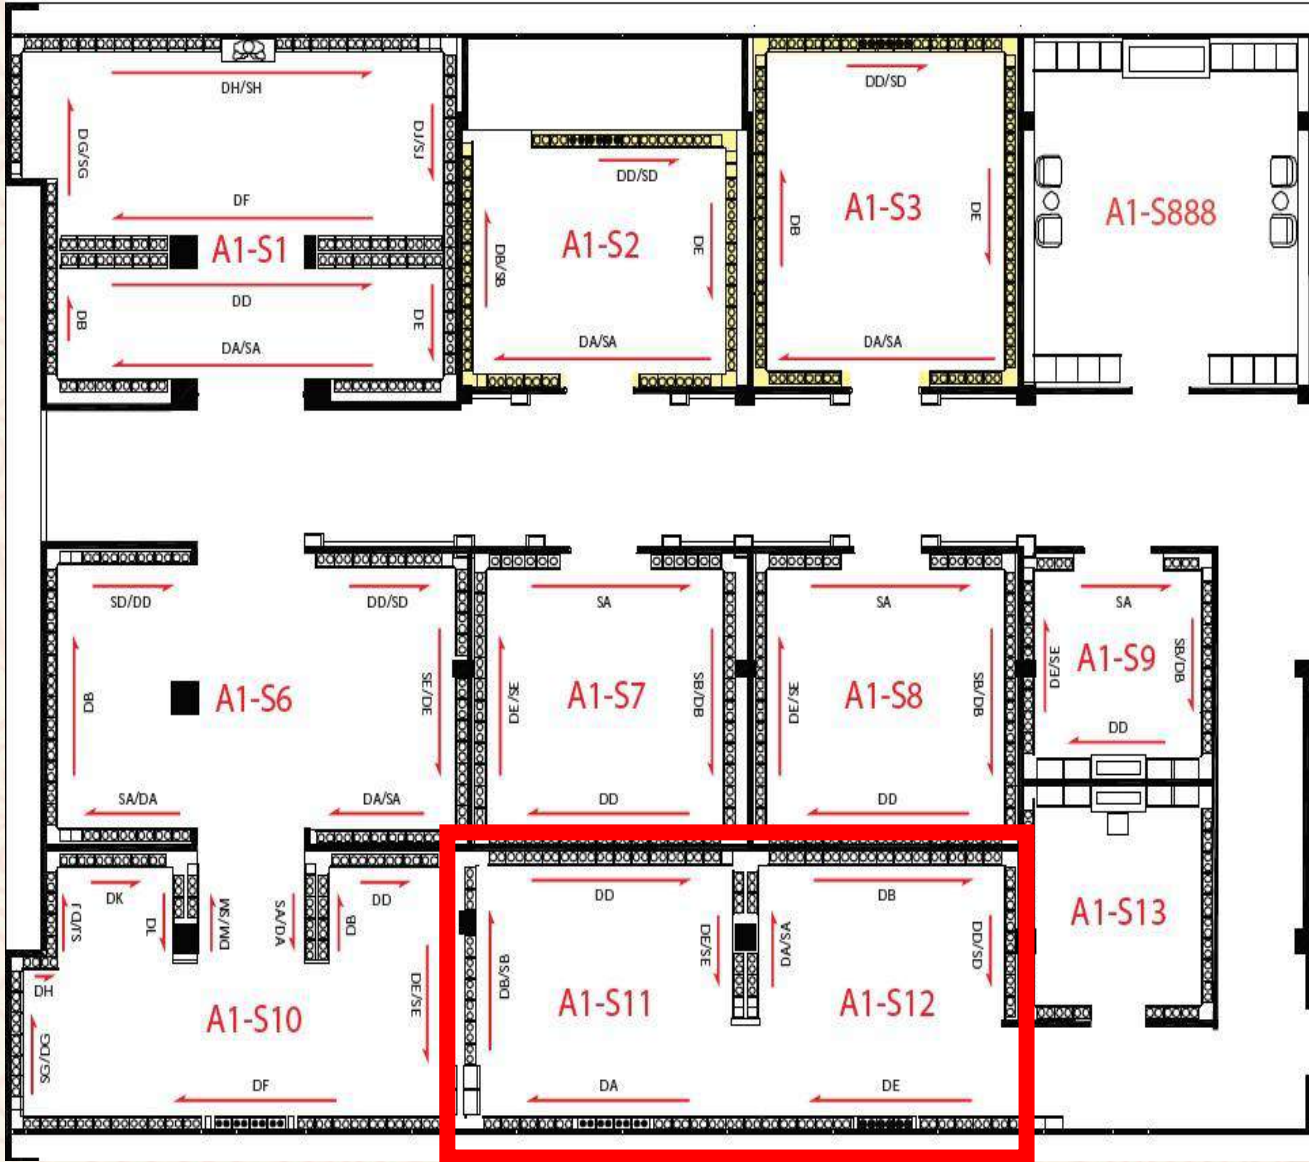 DH/SH
DG/SG
DJ/SJ
DF
A1-S1
DD
DB
DE
DA/SA
DD/SD
DB/SB
A1-S2
DE
DA/SA
DD/SD
DB
A1-S3
DE
DA/SA
A1-S888
SD/DD
DD/SD
DB
A1-S6
SE/DE
SA/DA
DA/SA
SA
DE/SE
A1-S7
SB/DB
DD
SA
DE/SE
A1-S8
SB/DB
DD
SA
DE/SE
A1-S9
SB/DB
DD
DK
DJ/SJ
DL
DM/SM
SA/DA
DB
DD
DH
SG/DG
A1-S10
DE/SE
DF
DD
DB/SB
A1-S11
DE/SE
DA
DB
DA/SA
A1-S12
DD/SD
DE
A1-S13